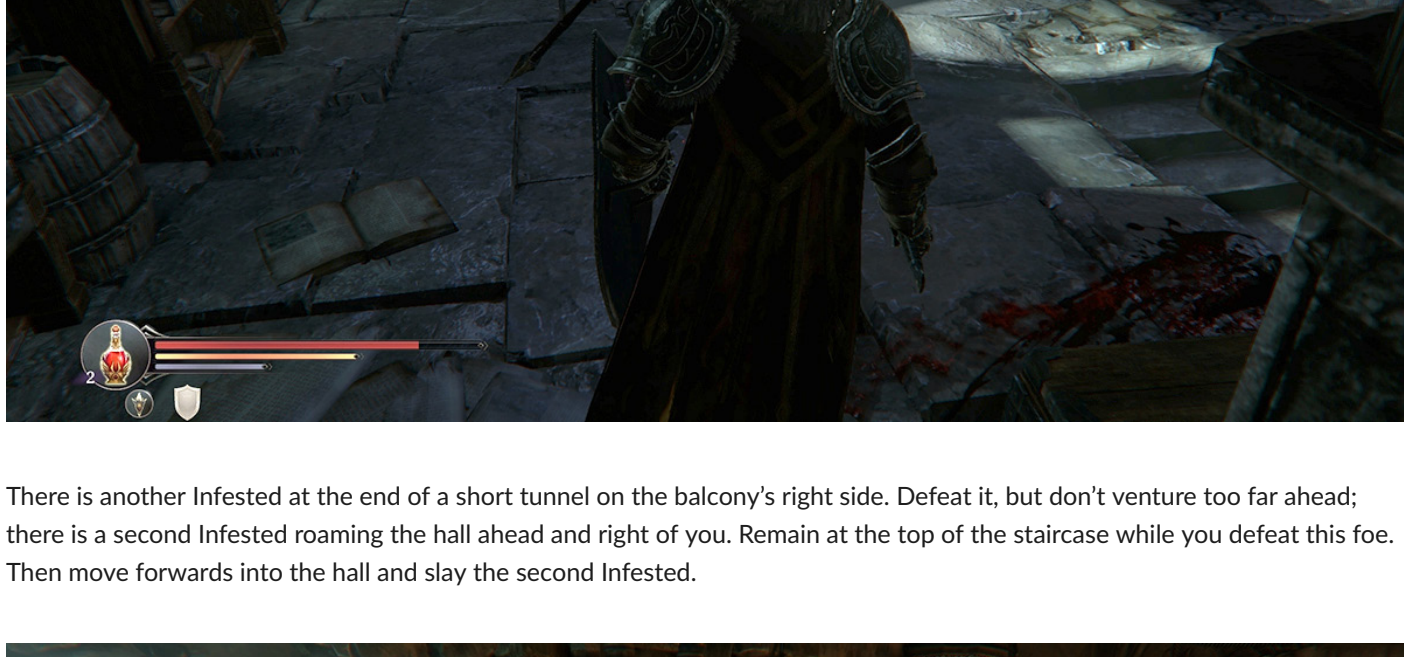 2
There is another Infested at the end of a short tunnel on the balcony’s right side. Defeat it, but don’t venture too far ahead;
there is a second Infested roaming the hall ahead and right of you. Remain at the top of the staircase while you defeat this foe.
Then move forwards into the hall and slay the second Infested.